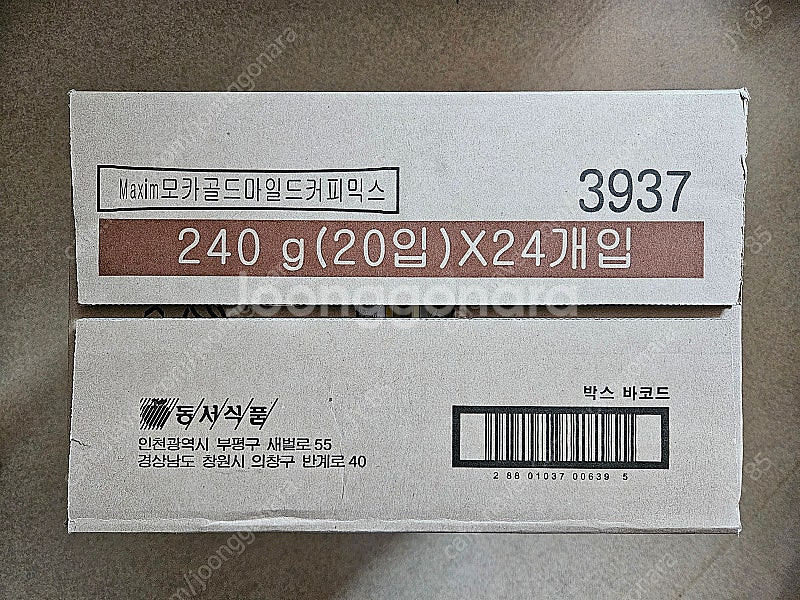 Maxim모카골드마일드커피믹스
3937
240 g(20입)X24개입
Joonggonara
동서식품
인천광역시 부평구 새벌로 55
경상남도 창원시 의창구 반계로 40
박스 바코드
2 88 01037 00639 5